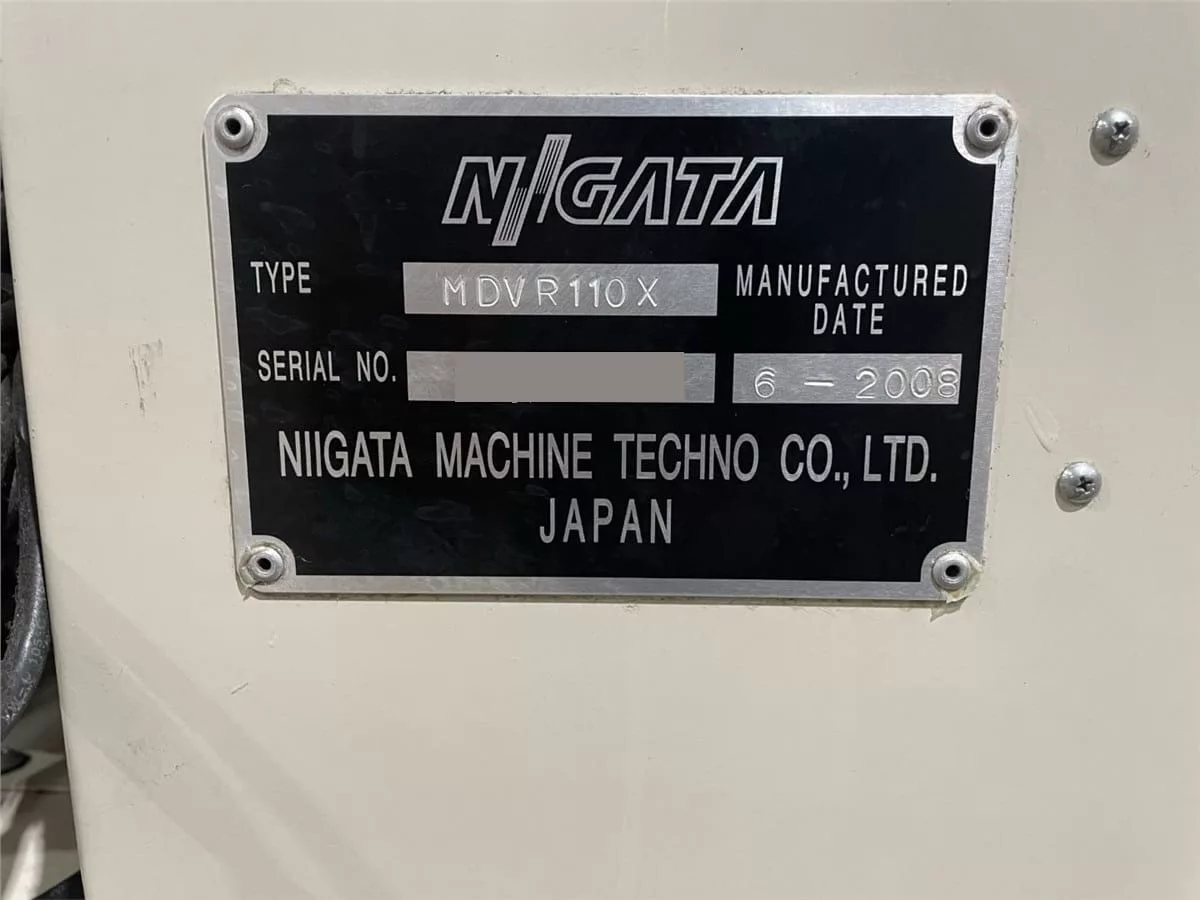 NIIGATA
TYPE MDVR110X
MANUFACTURED DATE
SERIAL NO.
6-2008
NIIGATA MACHINE TECHNO CO., LTD.
JAPAN